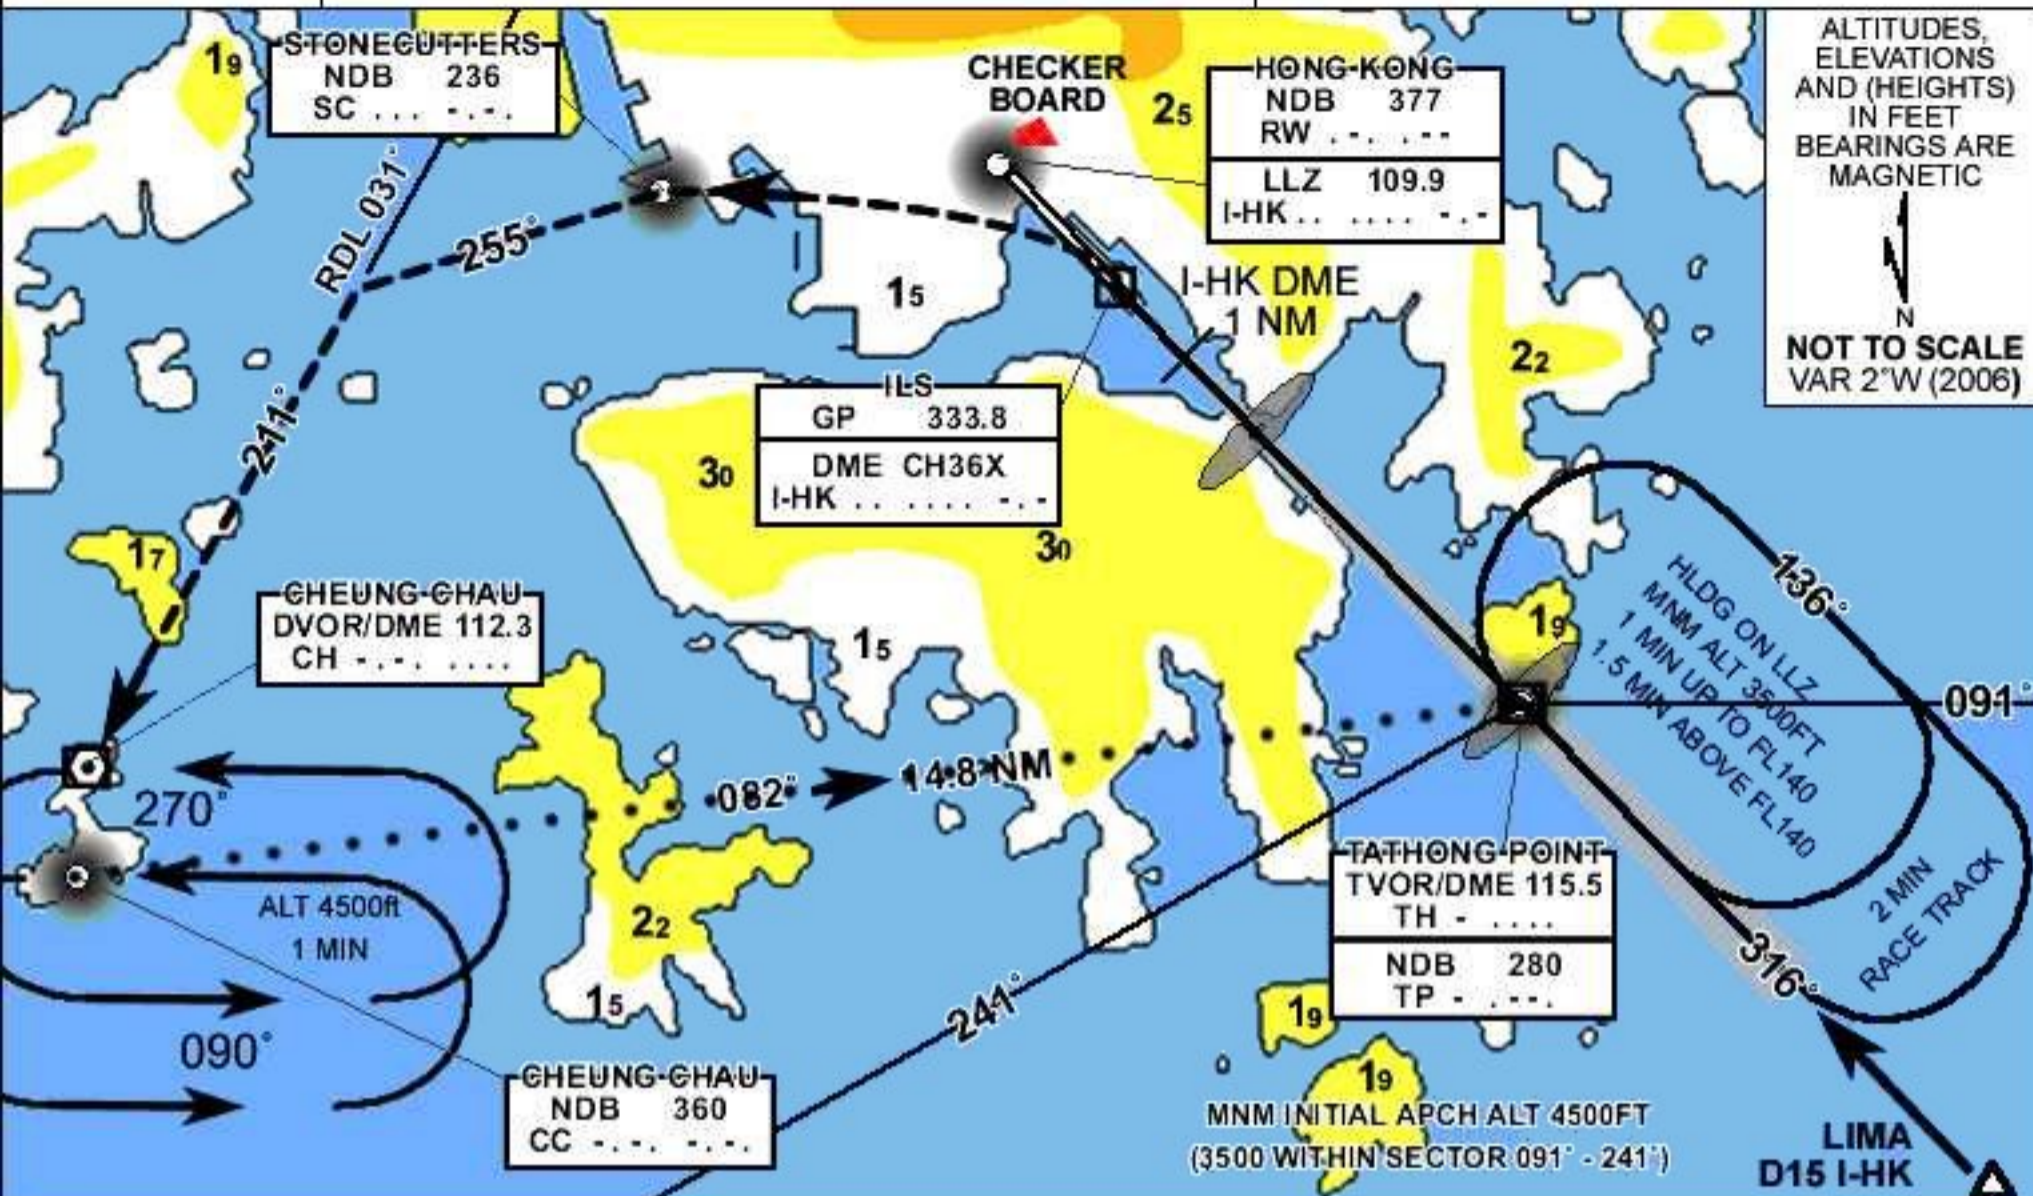 STONECUTTERS
NDB 236
SC ... -.-.
19
CHECKER
BOARD
25
HONG-KONG
NDB 377
RW .-. .--
LLZ 109.9
I-HK .. .... -.-
ALTITUDES,
ELEVATIONS
AND (HEIGHTS)
IN FEET
BEARINGS ARE
MAGNETIC
N
NOT TO SCALE
VAR 2°W (2006)
RDL 031°
255°
15
I-HK DME
1 NM
22
211°
ILS
GP 333.8
DME CH36X
I-HK .. .... -.-
30
30
17
CHEUNG-CHAU
DVOR/DME 112.3
CH -.-. ....
15
19
136°
HLDG ON LLZ
MNM ALT 3500FT
1 MIN UP TO FL140
1.5 MIN ABOVE FL140
091°
270°
082°
14.8 NM
ALT 4500ft
1 MIN
22
15
TATHONG-POINT
TVOR/DME 115.5
TH - ....
NDB 280
TP - .--.
2 MIN
RACE TRACK
316°
241°
090°
19
19
CHEUNG-CHAU
NDB 360
CC -.-. -.-.
MNM INITIAL APCH ALT 4500FT
(3500 WITHIN SECTOR 091° - 241°)
LIMA
D15 I-HK